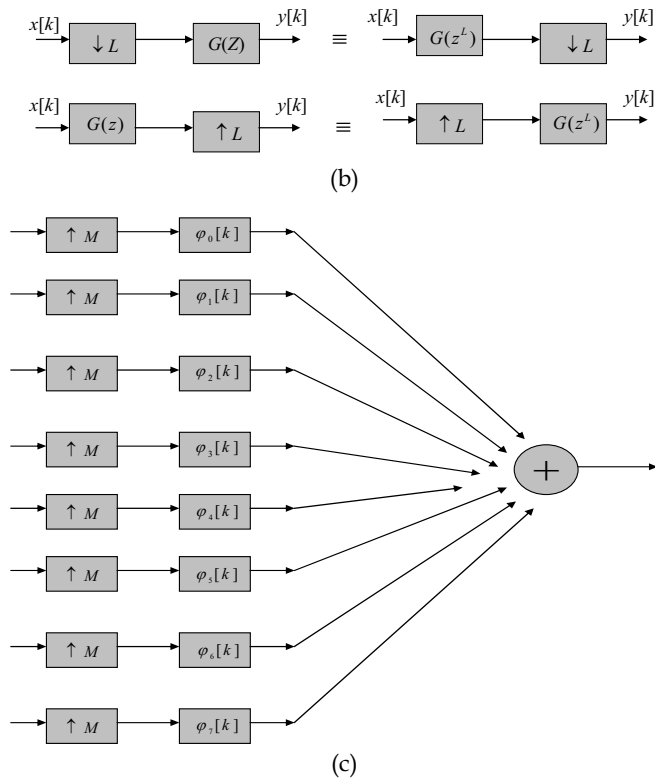 x[k] ↓ L G(Z) y[k] ≡ x[k] G(z^L) ↓ L y[k]
x[k] G(z) ↑ L y[k] ≡ x[k] ↑ L G(z^L) y[k]
(b)
↑ M φ₀[k]
↑ M φ₁[k]
↑ M φ₂[k]
↑ M φ₃[k]
+
↑ M φ₄[k]
↑ M φ₅[k]
↑ M φ₆[k]
↑ M φ₇[k]
(c)